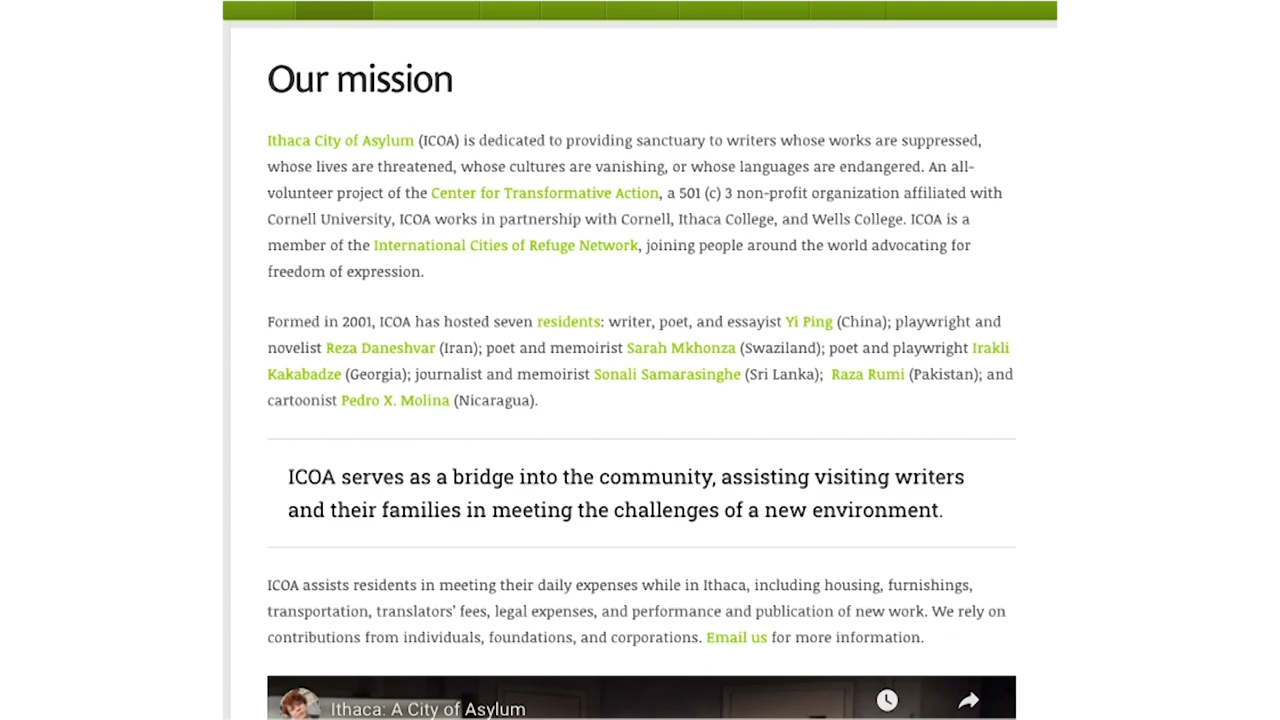 Our mission
Ithaca City of Asylum (ICOA) is dedicated to providing sanctuary to writers whose works are suppressed,
whose lives are threatened, whose cultures are vanishing, or whose languages are endangered. An all-
volunteer project of the Center for Transformative Action, a 501 (c) 3 non-profit organization affiliated with
Cornell University, ICOA works in partnership with Cornell, Ithaca College, and Wells College. ICOA is a
member of the International Cities of Refuge Network, joining people around the world advocating for
freedom of expression.
Formed in 2001, ICOA has hosted seven residents: writer, poet, and essayist Yi Ping (China); playwright and
novelist Reza Daneshvar (Iran); poet and memoirist Sarah Mkhonza (Swaziland); poet and playwright Irakli
Kakabadze (Georgia); journalist and memoirist Sonali Samarasinghe (Sri Lanka); Raza Rumi (Pakistan); and
cartoonist Pedro X. Molina (Nicaragua).
ICOA serves as a bridge into the community, assisting visiting writers
and their families in meeting the challenges of a new environment.
ICOA assists residents in meeting their daily expenses while in Ithaca, including housing, furnishings,
transportation, translators' fees, legal expenses, and performance and publication of new work. We rely on
contributions from individuals, foundations, and corporations. Email us for more information.
Ithaca: A City of Asylum